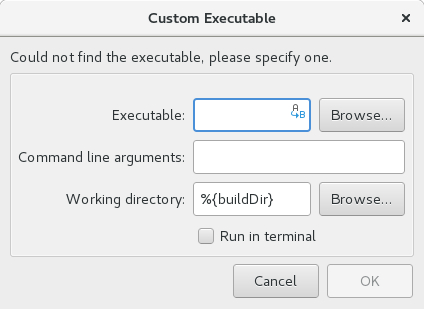 Custom Executable
Could not find the executable, please specify one.
Executable: Browse...
Command line arguments:
Working directory: %{buildDir} Browse...
Run in terminal
Cancel OK